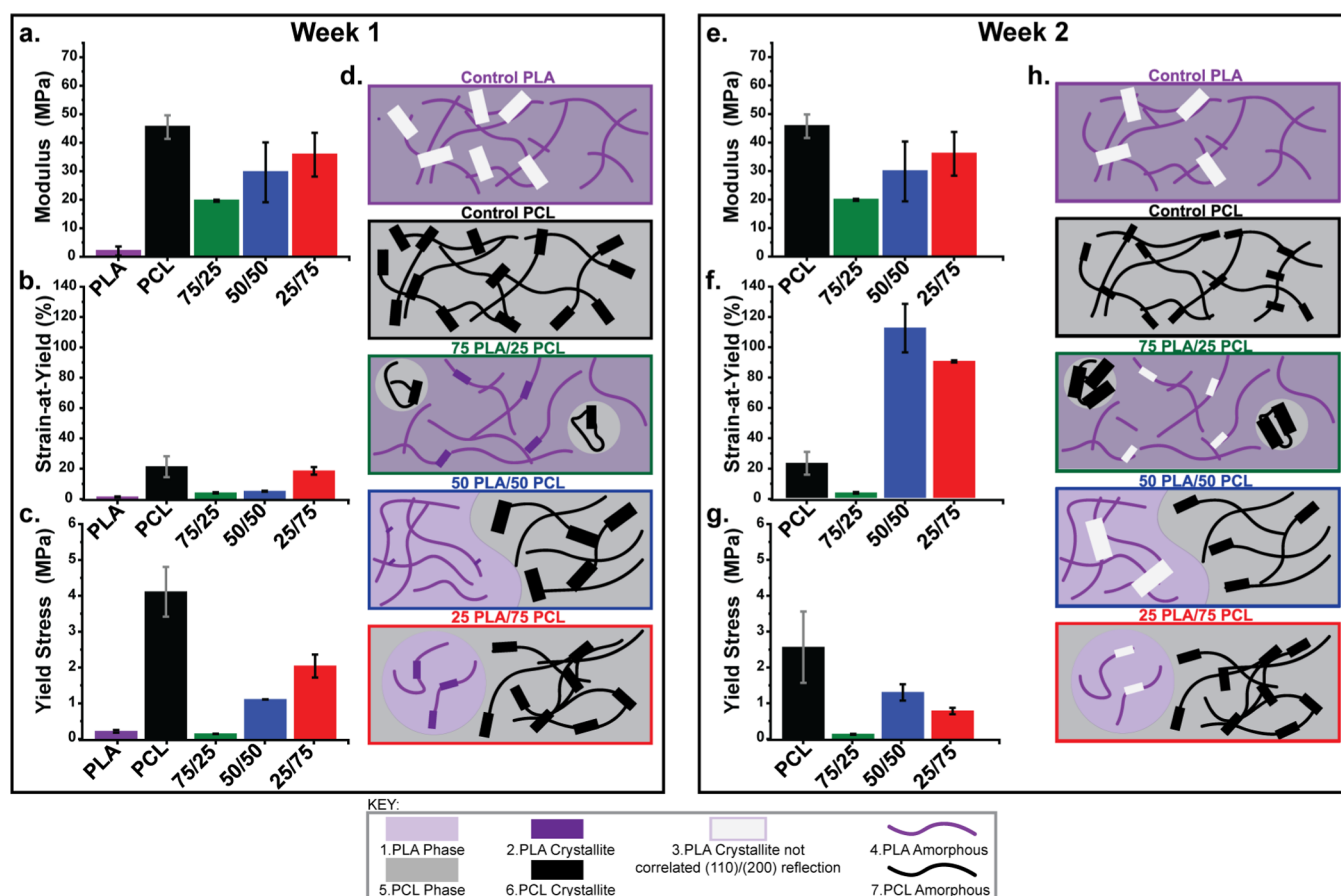 Week 1
a.
Modulus (MPa)
70
60
50
40
30
20
10
0
PLA
PCL
75/25
50/50
25/75
b.
Strain-at-Yield (%)
140
120
100
80
60
40
20
0
PLA
PCL
75/25
50/50
25/75
c.
Yield Stress (MPa)
6
5
4
3
2
1
0
PLA
PCL
75/25
50/50
25/75
d.
Control PLA
Control PCL
75 PLA/25 PCL
50 PLA/50 PCL
25 PLA/75 PCL
Week 2
e.
Modulus (MPa)
70
60
50
40
30
20
10
0
PCL
75/25
50/50
25/75
f.
Strain-at-Yield (%)
140
120
100
80
60
40
20
0
PCL
75/25
50/50
25/75
g.
Yield Stress (MPa)
6
5
4
3
2
1
0
PCL
75/25
50/50
25/75
h.
Control PLA
Control PCL
75 PLA/25 PCL
50 PLA/50 PCL
25 PLA/75 PCL
KEY:
1.PLA Phase
2.PLA Crystallite
3.PLA Crystallite not
correlated (110)/(200) reflection
4.PLA Amorphous
5.PCL Phase
6.PCL Crystallite
7.PCL Amorphous